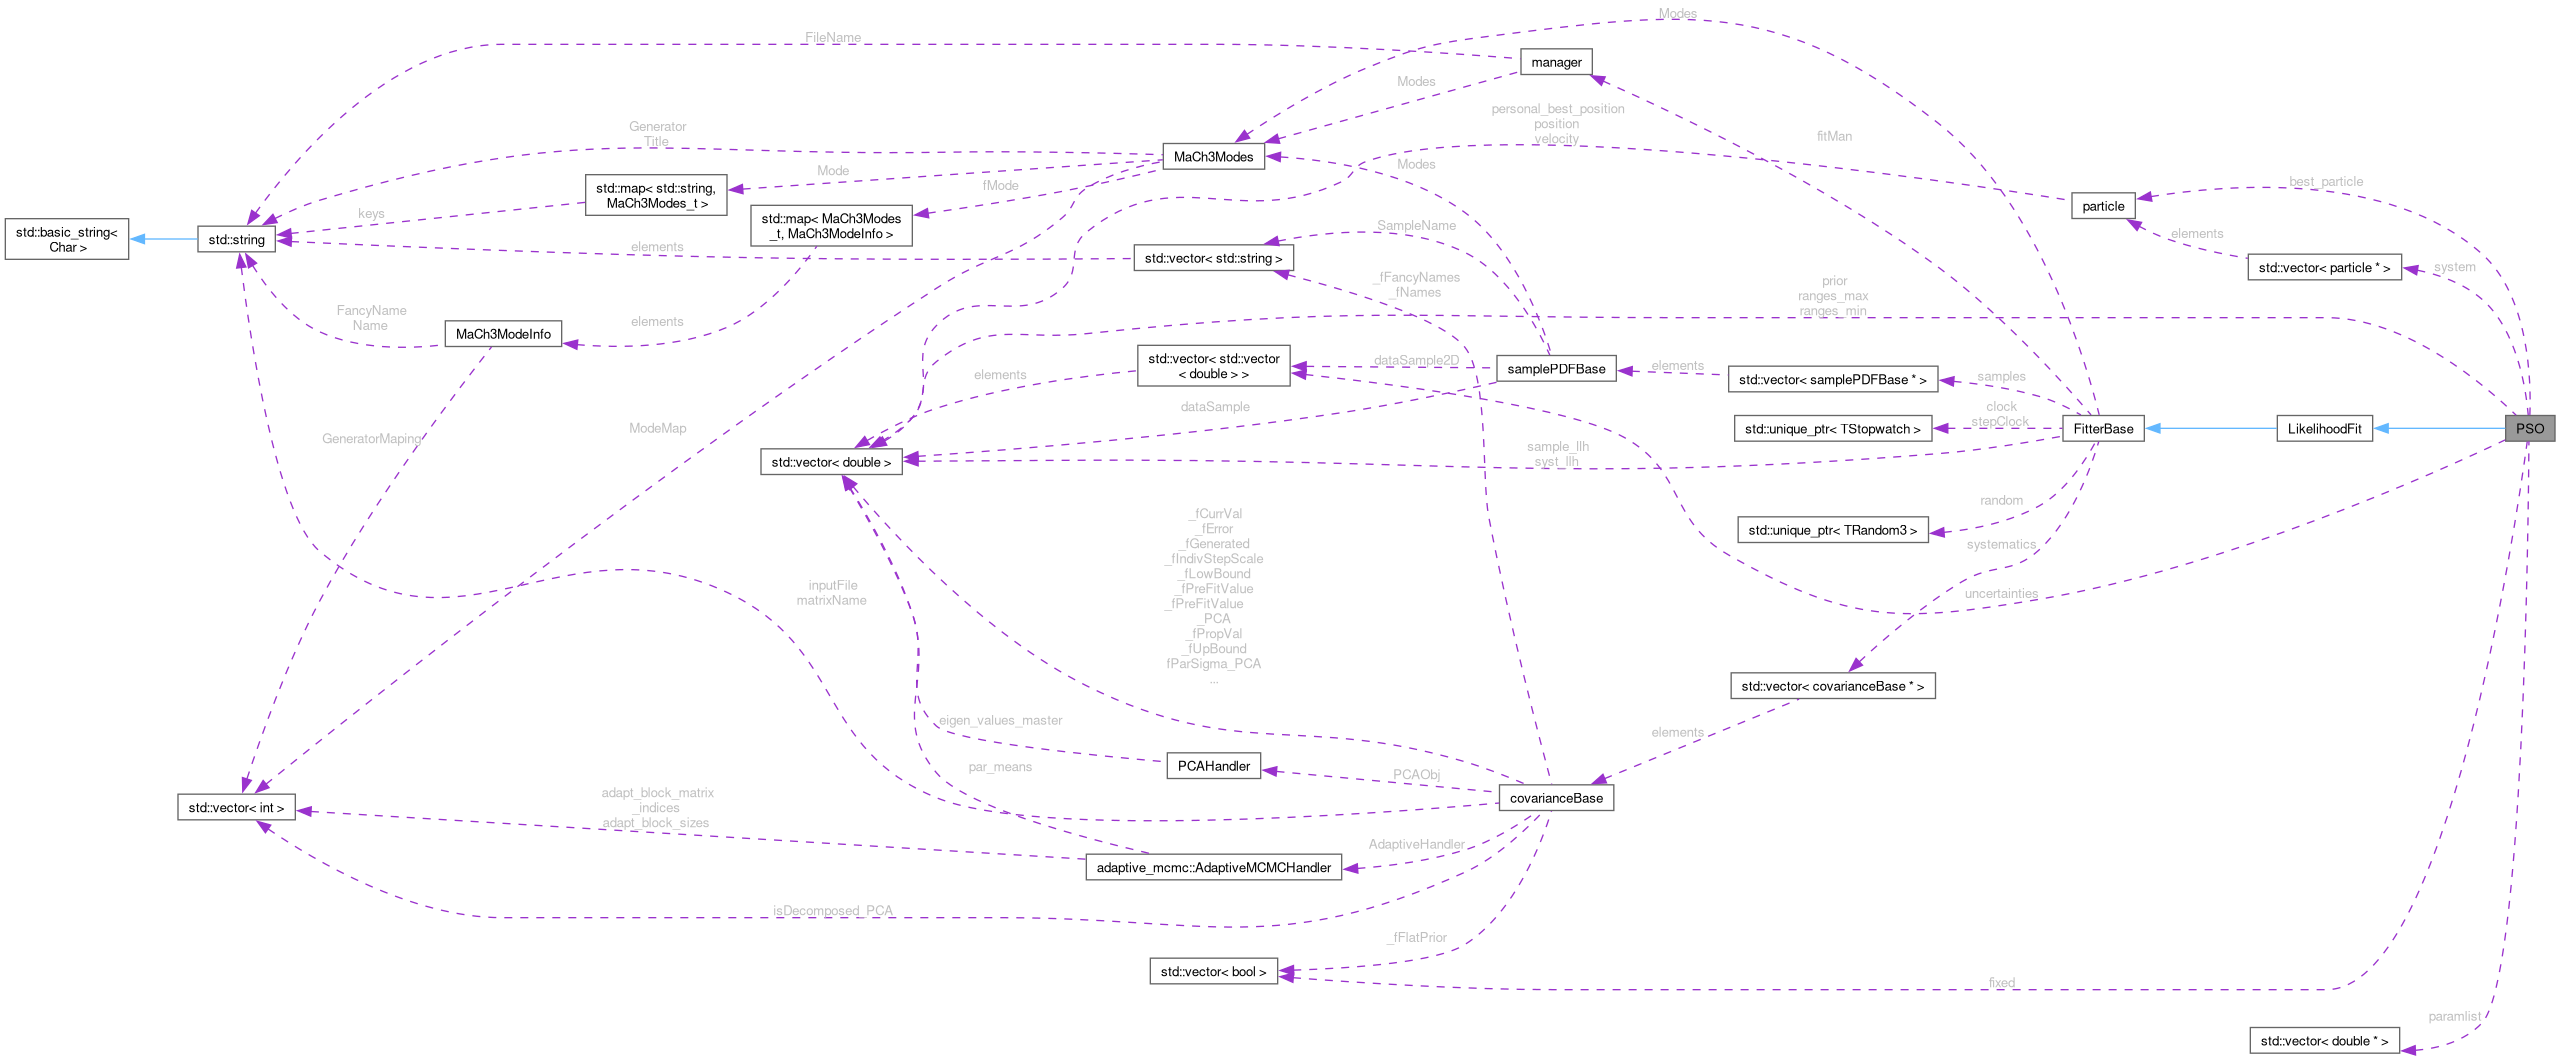 Modes
FileName
manager
Modes
personal_best_position
position
velocity
fitMan
Generator
Title
MaCh3Modes
Modes
Mode
fMode
std::map< std::string,
MaCh3Modes_t >
best_particle
particle
keys
std::map< MaCh3Modes
_t, MaCh3ModeInfo >
SampleName
elements
std::basic_string<
Char >
std::string
elements
std::vector< std::string >
std::vector< particle * >
system
_fFancyNames
_fNames
prior
ranges_max
ranges_min
FancyName
Name
MaCh3ModeInfo
elements
std::vector< std::vector
< double > >
dataSample2D
samplePDFBase
elements
std::vector< samplePDFBase * >
samples
elements
dataSample
clock
stepClock
std::unique_ptr< TStopwatch >
FitterBase
LikelihoodFit
PSO
GeneratorMaping
ModeMap
std::vector< double >
sample_llh
syst_llh
random
std::unique_ptr< TRandom3 >
_fCurrVal
_fError
_fGenerated
_fIndivStepScale
_fLowBound
_fPreFitValue
_fPreFitValue
_PCA
_fPropVal
_fUpBound
fParSigma_PCA
...
systematics
inputFile
matrixName
uncertainties
std::vector< covarianceBase * >
eigen_values_master
elements
par_means
PCAHandler
PCAObj
covarianceBase
adapt_block_matrix
_indices
adapt_block_sizes
std::vector< int >
AdaptiveHandler
adaptive_mcmc::AdaptiveMCMCHandler
isDecomposed_PCA
_fFlatPrior
std::vector< bool >
fixed
paramlist
std::vector< double * >